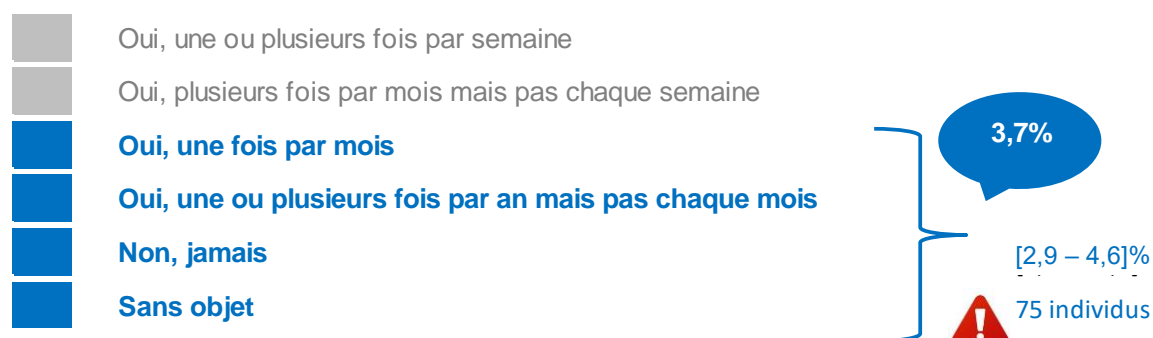 Oui, une ou plusieurs fois par semaine
Oui, plusieurs fois par mois mais pas chaque semaine
Oui, une fois par mois
3,7%
Oui, une ou plusieurs fois par an mais pas chaque mois
Non, jamais
[2,9 – 4,6]%
Sans objet
75 individus